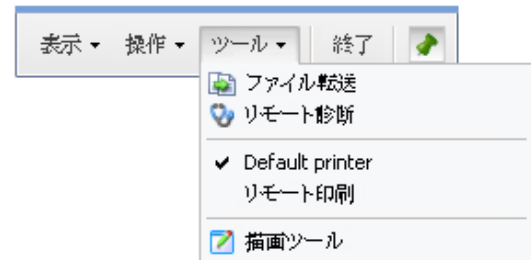 表示 操作 ツール 終了
ファイル転送
リモート診断
Default printer
リモート印刷
描画ツール